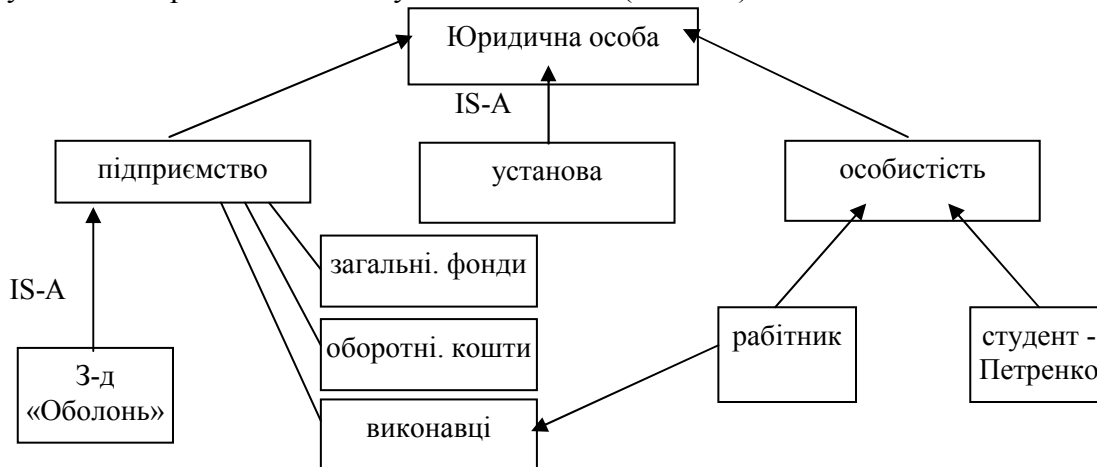 Юридична особа
IS-A
підприємство
установа
особистість
загальні. фонди
IS-A
оборотні. кошти
рабітник
студент -
Петренко
З-д
«Оболонь»
виконавці